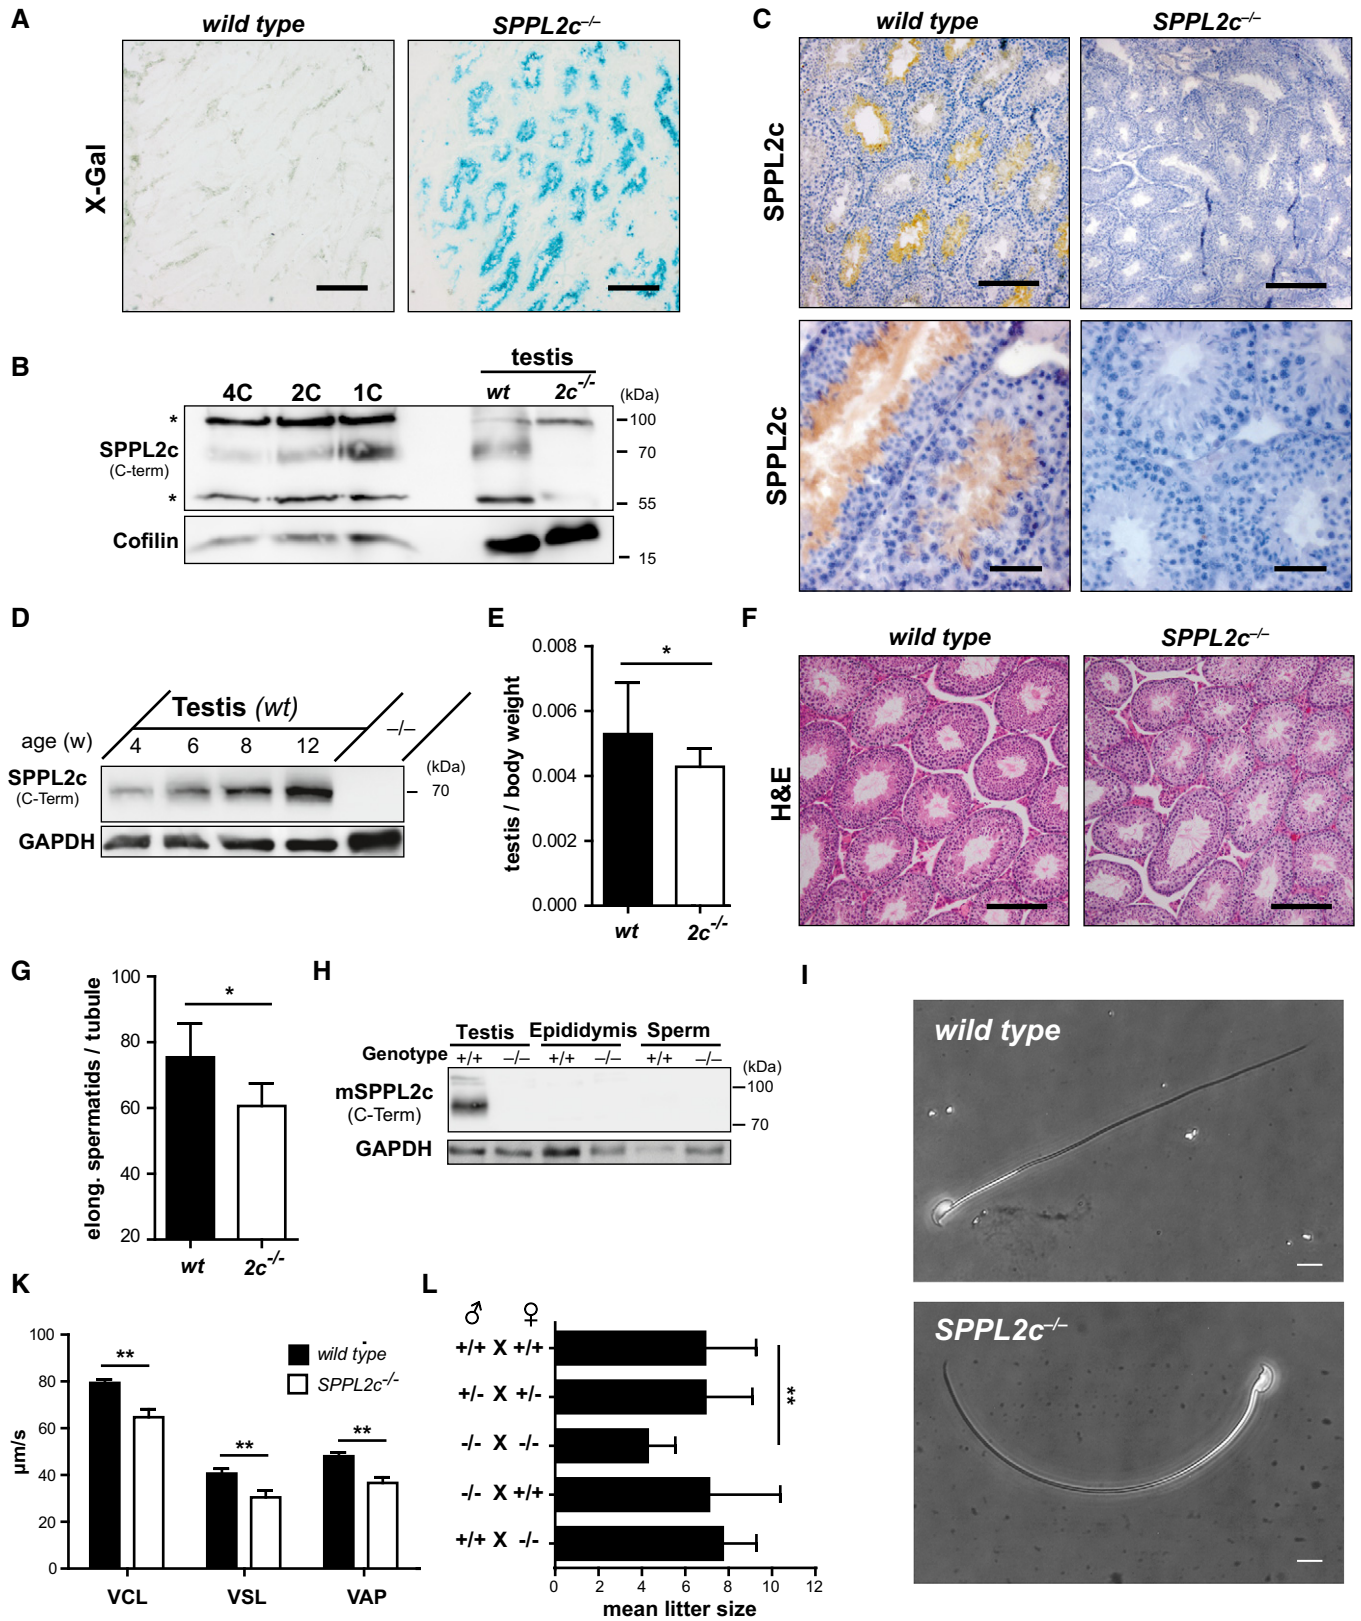 A
wild type
SPPL2c–/–
X-Gal
B
testis
4C 2C 1C wt 2c-/- (kDa)
* 100
SPPL2c 70
(C-term)
* 55
Cofilin
15
C
wild type
SPPL2c–/–
SPPL2c
SPPL2c
D
Testis (wt)
–/–
age (w) 4 6 8 12
SPPL2c (kDa)
(C-Term) 70
GAPDH
E
testis / body weight
0.008
0.006
0.004
0.002
0.000
*
wt 2c-/-
F
wild type
SPPL2c–/–
H&E
G
elong. spermatids / tubule
100
80
60
40
20
*
wt 2c-/-
H
Testis Epididymis Sperm
Genotype +/+ –/– +/+ –/– +/+ –/– (kDa)
mSPPL2c 100
(C-Term) 70
GAPDH
I
wild type
SPPL2c–/–
K
µm/s
100
80
60
40
20
0
** ** **
wild type
SPPL2c-/-
VCL VSL VAP
L
♂ ♀
+/+ X +/+
+/- X +/-
-/- X -/-
-/- X +/+
+/+ X -/-
**
0 2 4 6 8 10 12
mean litter size